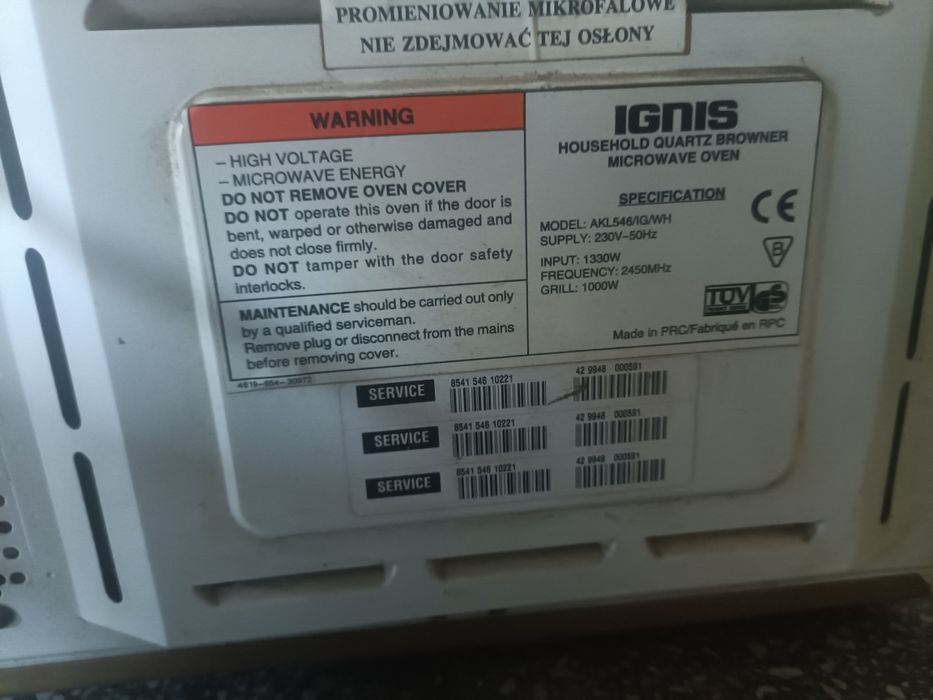 PROMIENIOWANIE MIKROFALOWE
NIE ZDEJMOWAĆ TEJ OSŁONY
WARNING
– HIGH VOLTAGE
– MICROWAVE ENERGY
DO NOT REMOVE OVEN COVER
DO NOT operate this oven if the door is
bent, warped or otherwise damaged and
does not close firmly.
DO NOT tamper with the door safety
interlocks.
MAINTENANCE should be carried out only
by a qualified serviceman.
Remove plug or disconnect from the mains
before removing cover.
IGNIS
HOUSEHOLD QUARTZ BROWNER
MICROWAVE OVEN
SPECIFICATION
MODEL: AKL546/IG/WH
SUPPLY: 230V~50Hz
INPUT: 1330W
FREQUENCY: 2450MHz
GRILL: 1000W
CE
B
TÜV GS
Made in PRC/Fabriqué en RPC
SERVICE 8541 546 10221 42 9948 000591
SERVICE 8541 546 10221 42 9948 000591
SERVICE 8541 546 10221 42 9948 000591